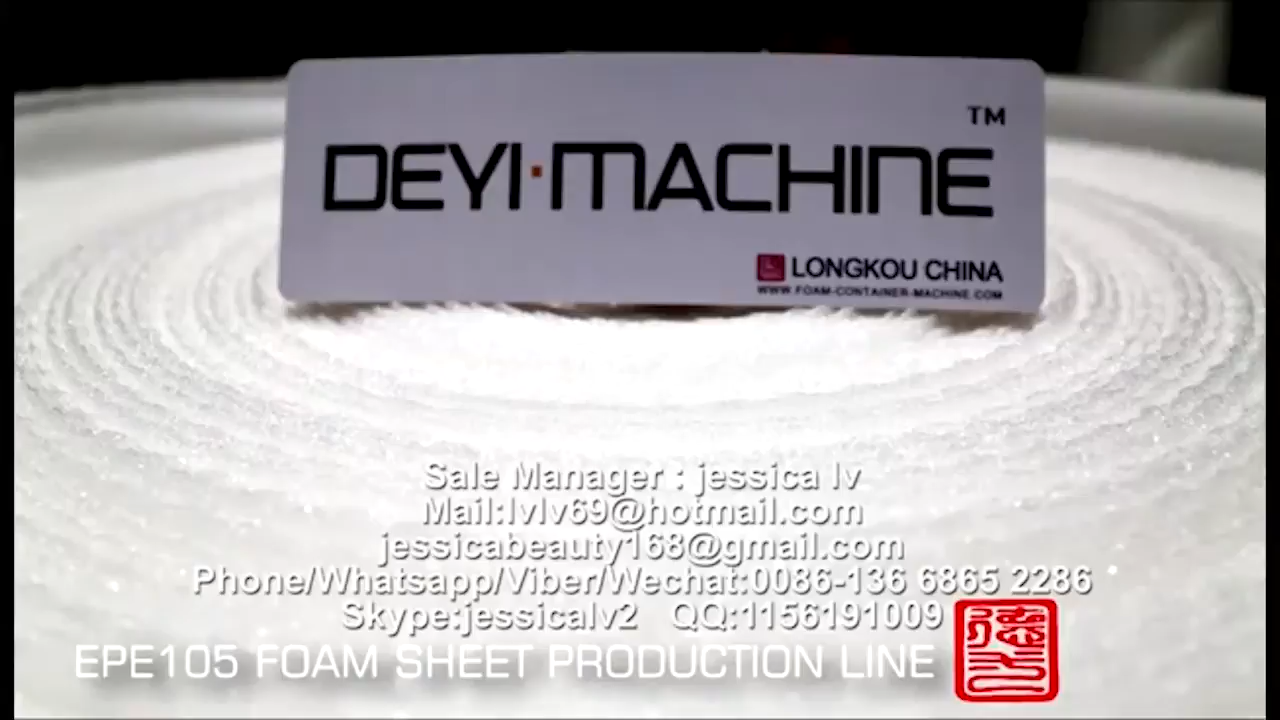 TM
DEYI·MACHINE
LONGKOU CHINA
WWW.FOAM-CONTAINER-MACHINE.COM
Sale Manager : jessica lv
Mail:lvlv69@hotmail.com
jessicabeauty168@gmail.com
Phone/Whatsapp/Viber/Wechat:0086-136 6865 2286
Skype:jessicalv2 QQ:1156191009
EPE105 FOAM SHEET PRODUCTION LINE